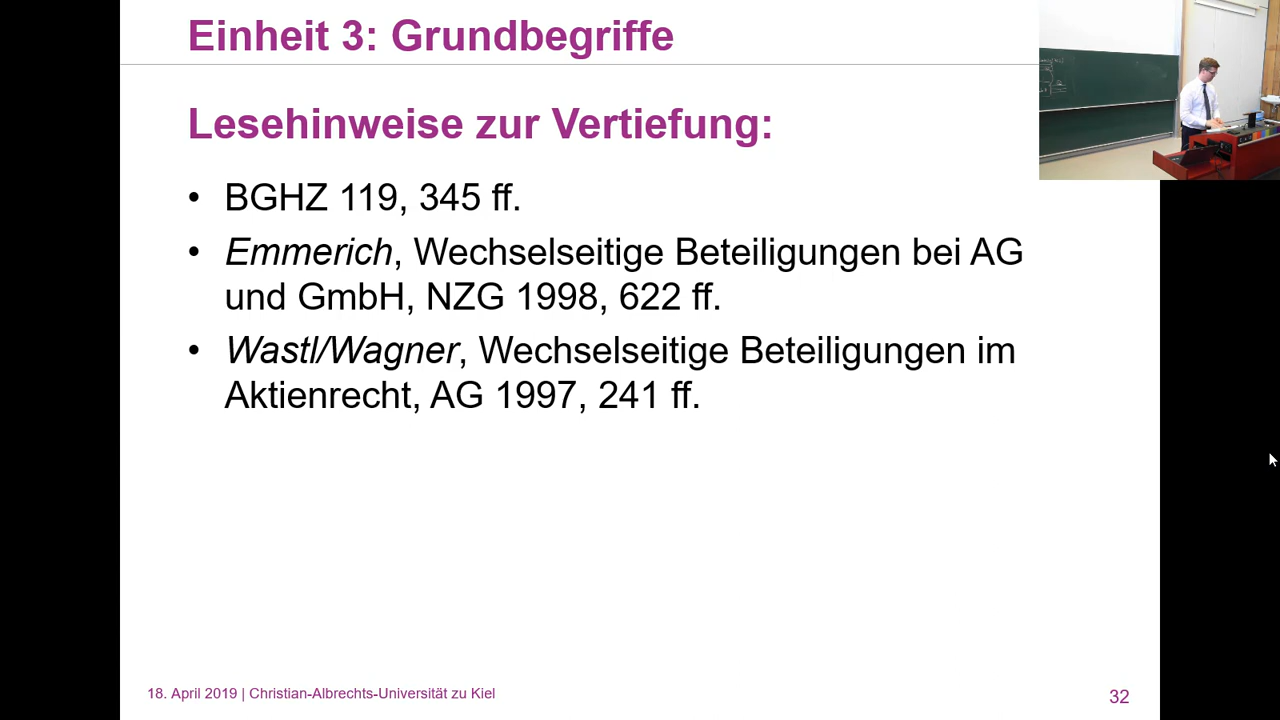 Einheit 3: Grundbegriffe
Lesehinweise zur Vertiefung:
• BGHZ 119, 345 ff.
• Emmerich, Wechselseitige Beteiligungen bei AG
und GmbH, NZG 1998, 622 ff.
• Wastl/Wagner, Wechselseitige Beteiligungen im
Aktienrecht, AG 1997, 241 ff.
18. April 2019 | Christian-Albrechts-Universität zu Kiel
32